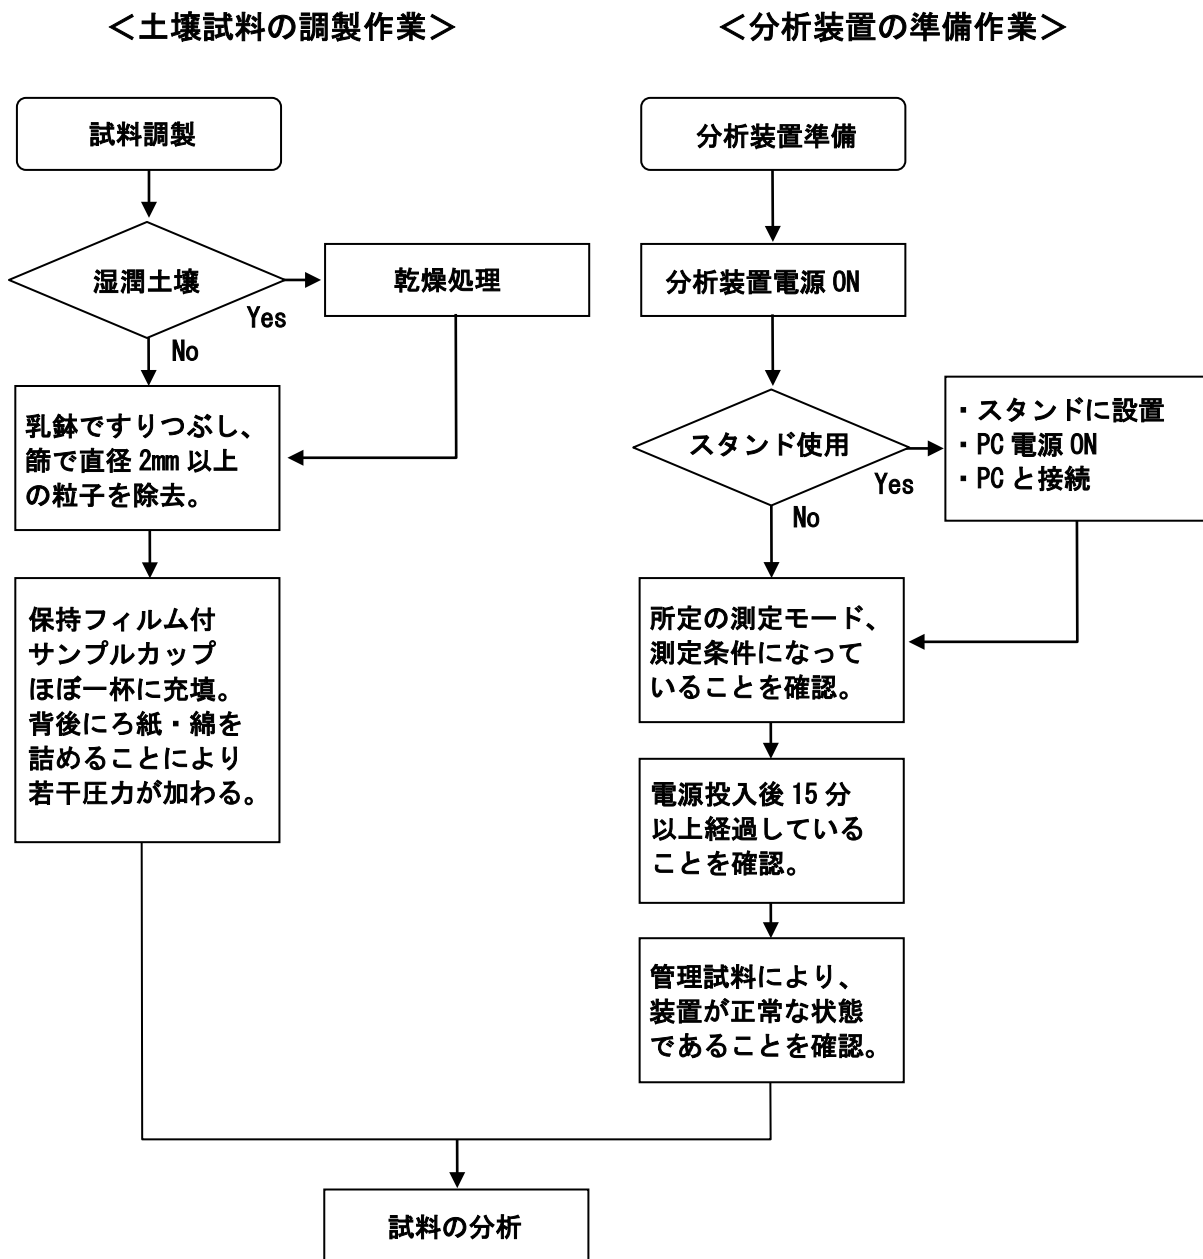 ＜土壌試料の調製作業＞
＜分析装置の準備作業＞
試料調製
湿潤土壌
Yes
No
乾燥処理
乳鉢ですりつぶし、
篩で直径 2mm 以上
の粒子を除去。
保持フィルム付
サンプルカップ
ほぼ一杯に充填。
背後にろ紙・綿を
詰めることにより
若干圧力が加わる。
分析装置準備
分析装置電源 ON
スタンド使用
Yes
No
・スタンドに設置
・PC 電源 ON
・PC と接続
所定の測定モード、
測定条件になって
いることを確認。
電源投入後 15 分
以上経過している
ことを確認。
管理試料により、
装置が正常な状態
であることを確認。
試料の分析